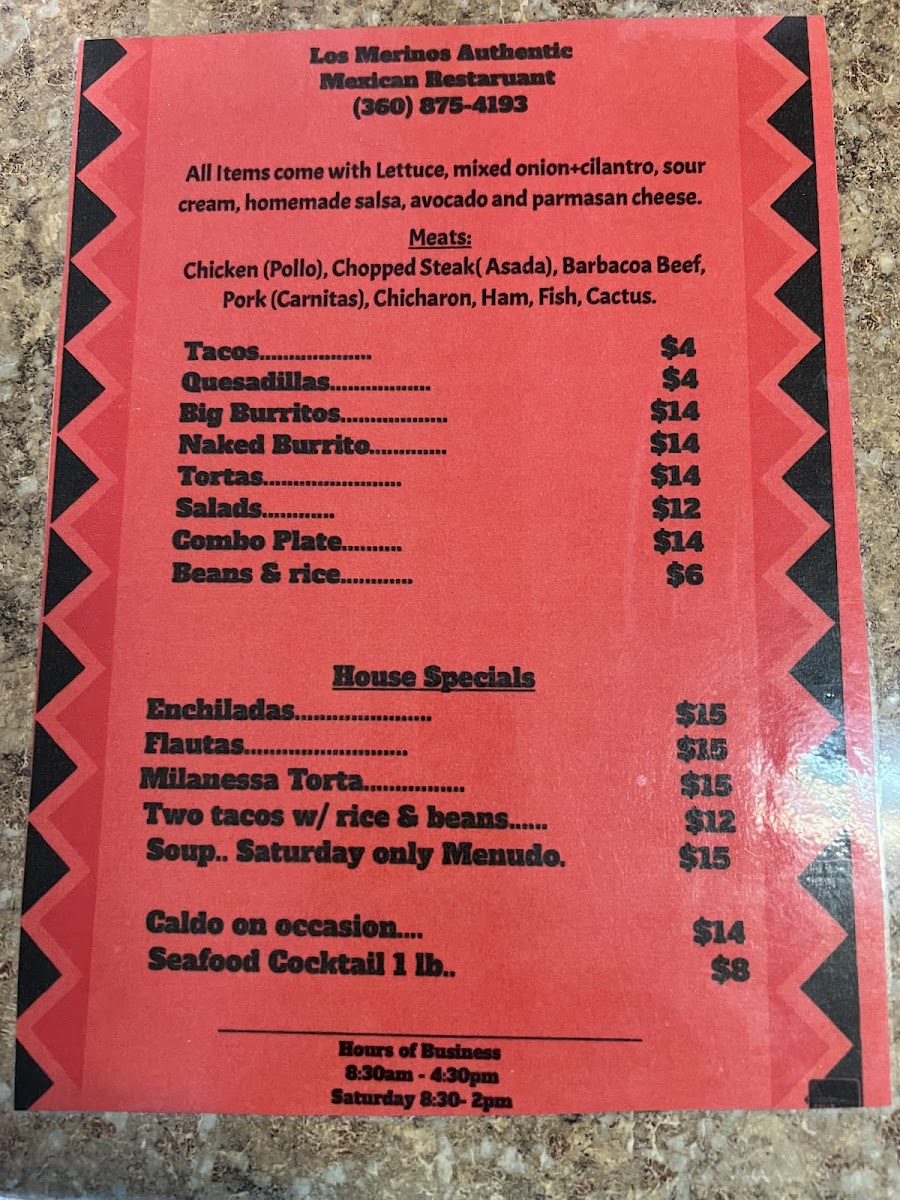 Los Merinos Authentic
Mexican Restaruant
(360) 875-4193
All Items come with Lettuce, mixed onion+cilantro, sour
cream, homemade salsa, avocado and parmasan cheese.
Meats:
Chicken (Pollo), Chopped Steak( Asada), Barbacoa Beef,
Pork (Carnitas), Chicharon, Ham, Fish, Cactus.
Tacos................... $4
Quesadillas................. $4
Big Burritos.................. $14
Naked Burrito............. $14
Tortas....................... $14
Salads............ $12
Combo Plate.......... $14
Beans & rice............ $6
House Specials
Enchiladas....................... $15
Flautas........................... $15
Milanessa Torta................. $15
Two tacos w/ rice & beans...... $12
Soup.. Saturday only Menudo. $15
Caldo on occasion.... $14
Seafood Cocktail 1 lb.. $8
Hours of Business
8:30am - 4:30pm
Saturday 8:30- 2pm